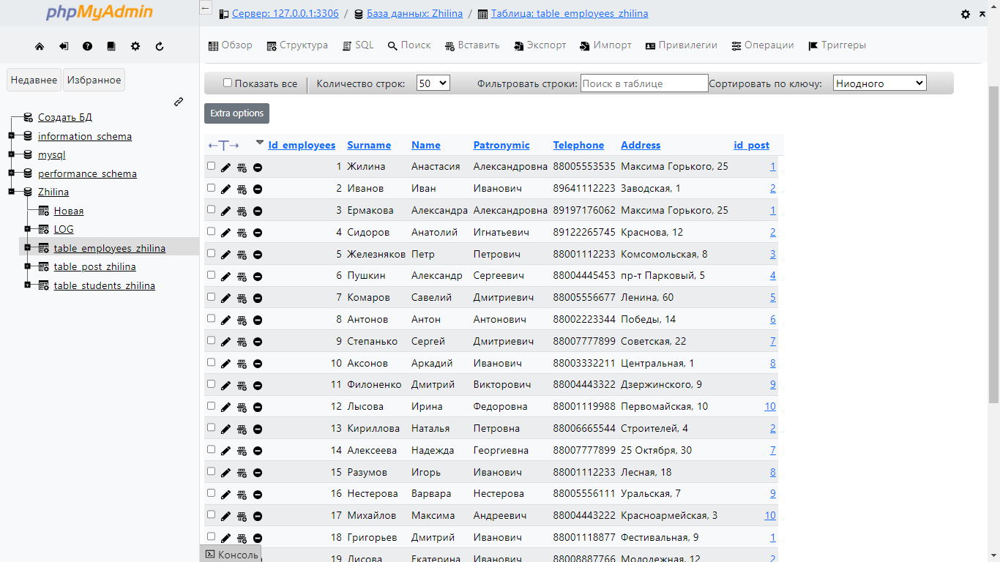 phpMyAdmin
Недавнее Избранное
Создать БД
information_schema
mysql
performance_schema
Zhilina
Новая
LOG
table_employees_zhilina
table_post_zhilina
table_students_zhilina
Сервер: 127.0.0.1:3306 / База данных: Zhilina / Таблица: table_employees_zhilina
Обзор Структура SQL Поиск Вставить Экспорт Импорт Привилегии Операции Триггеры
Показать все Количество строк: 50 Фильтровать строки: Поиск в таблице Сортировать по ключу: Ниодного
Extra options
←T→ Id_employees Surname Name Patronymic Telephone Address id_post
1 Жилина Анастасия Александровна 88005553535 Максима Горького, 25 1
2 Иванов Иван Иванович 89641112223 Заводская, 1 2
3 Ермакова Александра Александровна 89197176062 Максима Горького, 25 1
4 Сидоров Анатолий Игнатьевич 89122265745 Краснова, 12 2
5 Железняков Петр Петрович 88001112233 Комсомольская, 8 3
6 Пушкин Александр Сергеевич 88004445453 пр-т Парковый, 5 4
7 Комаров Савелий Дмитриевич 88005556677 Ленина, 60 5
8 Антонов Антон Антонович 88002223344 Победы, 14 6
9 Степанько Сергей Дмитриевич 88007777899 Советская, 22 7
10 Аксонов Аркадий Иванович 88003332211 Центральная, 1 8
11 Филоненко Дмитрий Викторович 88004443322 Дзержинского, 9 9
12 Лысова Ирина Федоровна 88001119988 Первомайская, 10 10
13 Кириллова Наталья Петровна 88006665544 Строителей, 4 2
14 Алексеева Надежда Георгиевна 88007777899 25 Октября, 30 7
15 Разумов Игорь Иванович 88001112233 Лесная, 18 8
16 Нестерова Варвара Нестерова 88005556111 Уральская, 7 9
17 Михайлов Максима Андреевич 88004443222 Красноармейская, 3 10
18 Григорьев Дмитрий Иванович 88001118877 Фестивальная, 9 1
19 Лисова Екатерина Иванович 88008887766 Молодежная, 12 2
Консоль